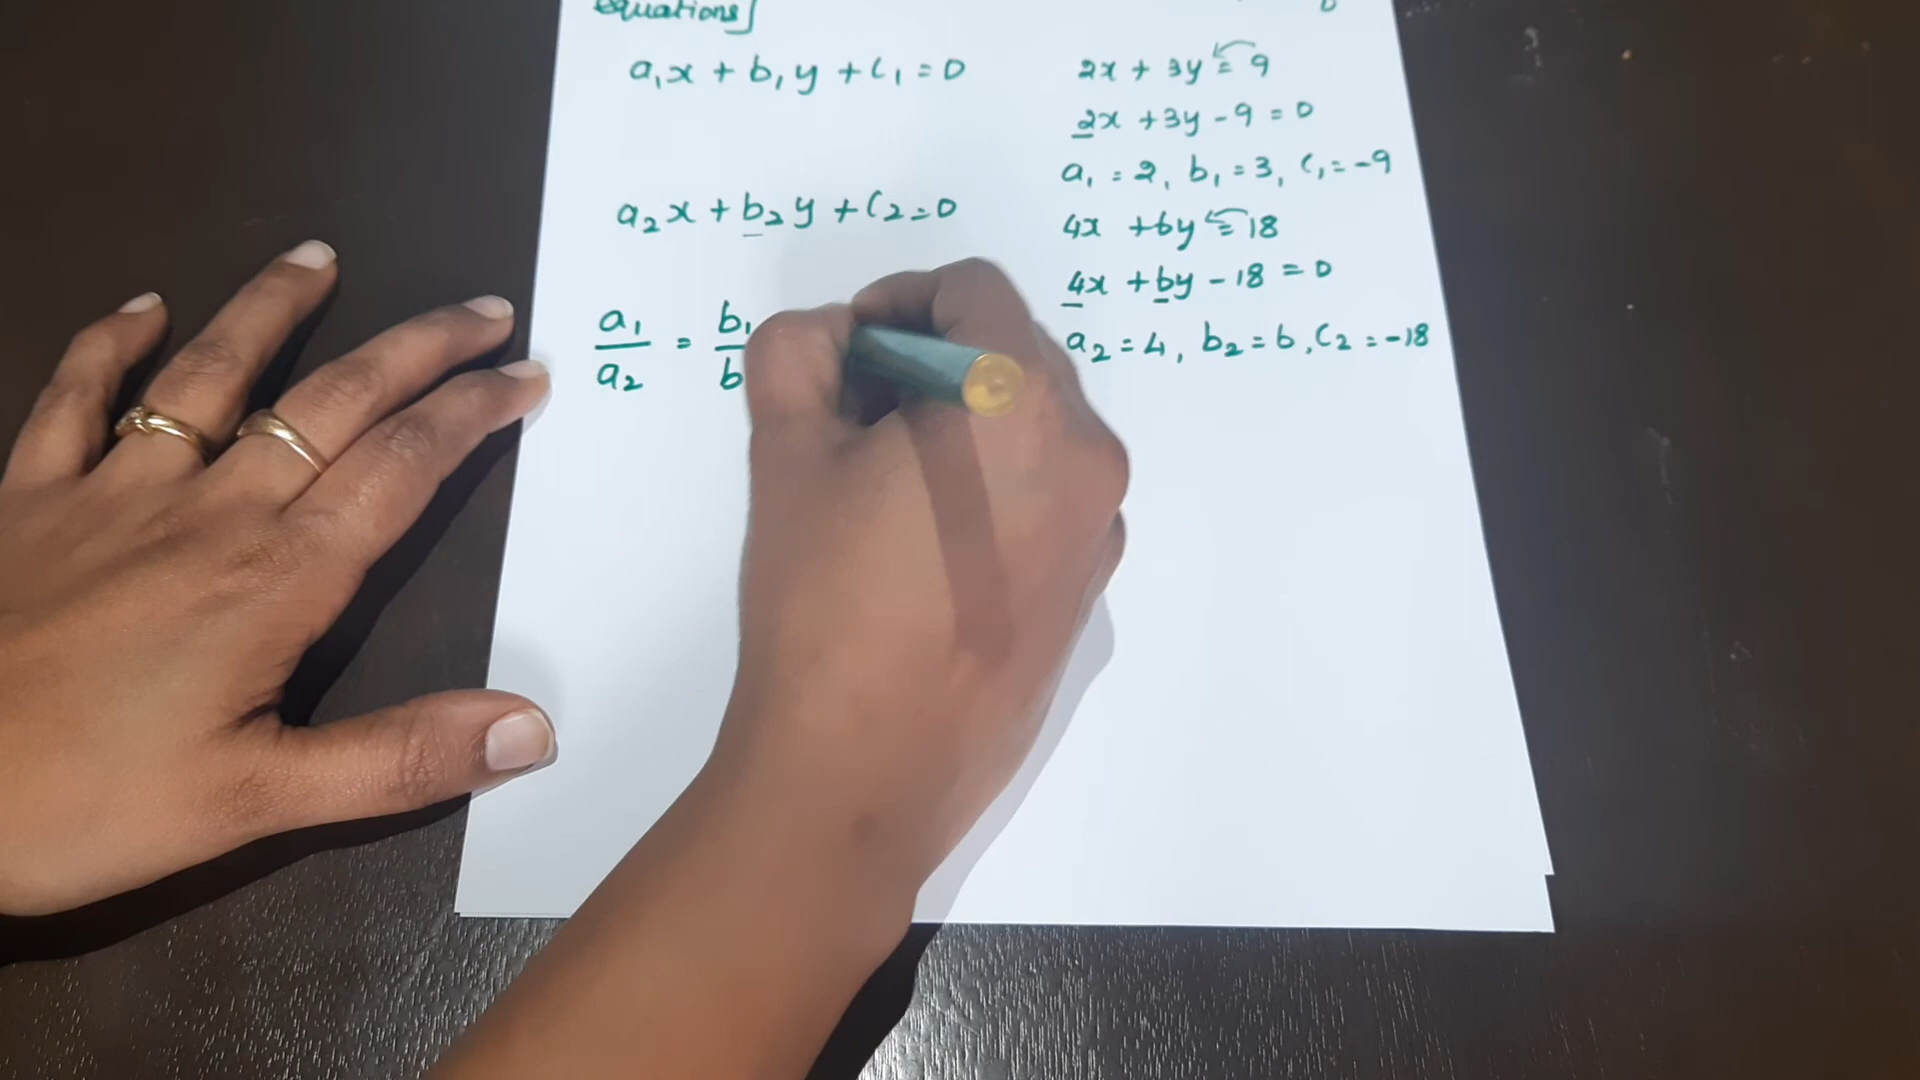 equations]
a₁x + b₁y + c₁ = 0
a₂x + b₂y + c₂ = 0
a₁/a₂ = b₁/b
2x + 3y = 9
2x + 3y - 9 = 0
a₁ = 2, b₁ = 3, c₁ = -9
4x + 6y = 18
4x + 6y - 18 = 0
a₂ = 4, b₂ = 6, c₂ = -18